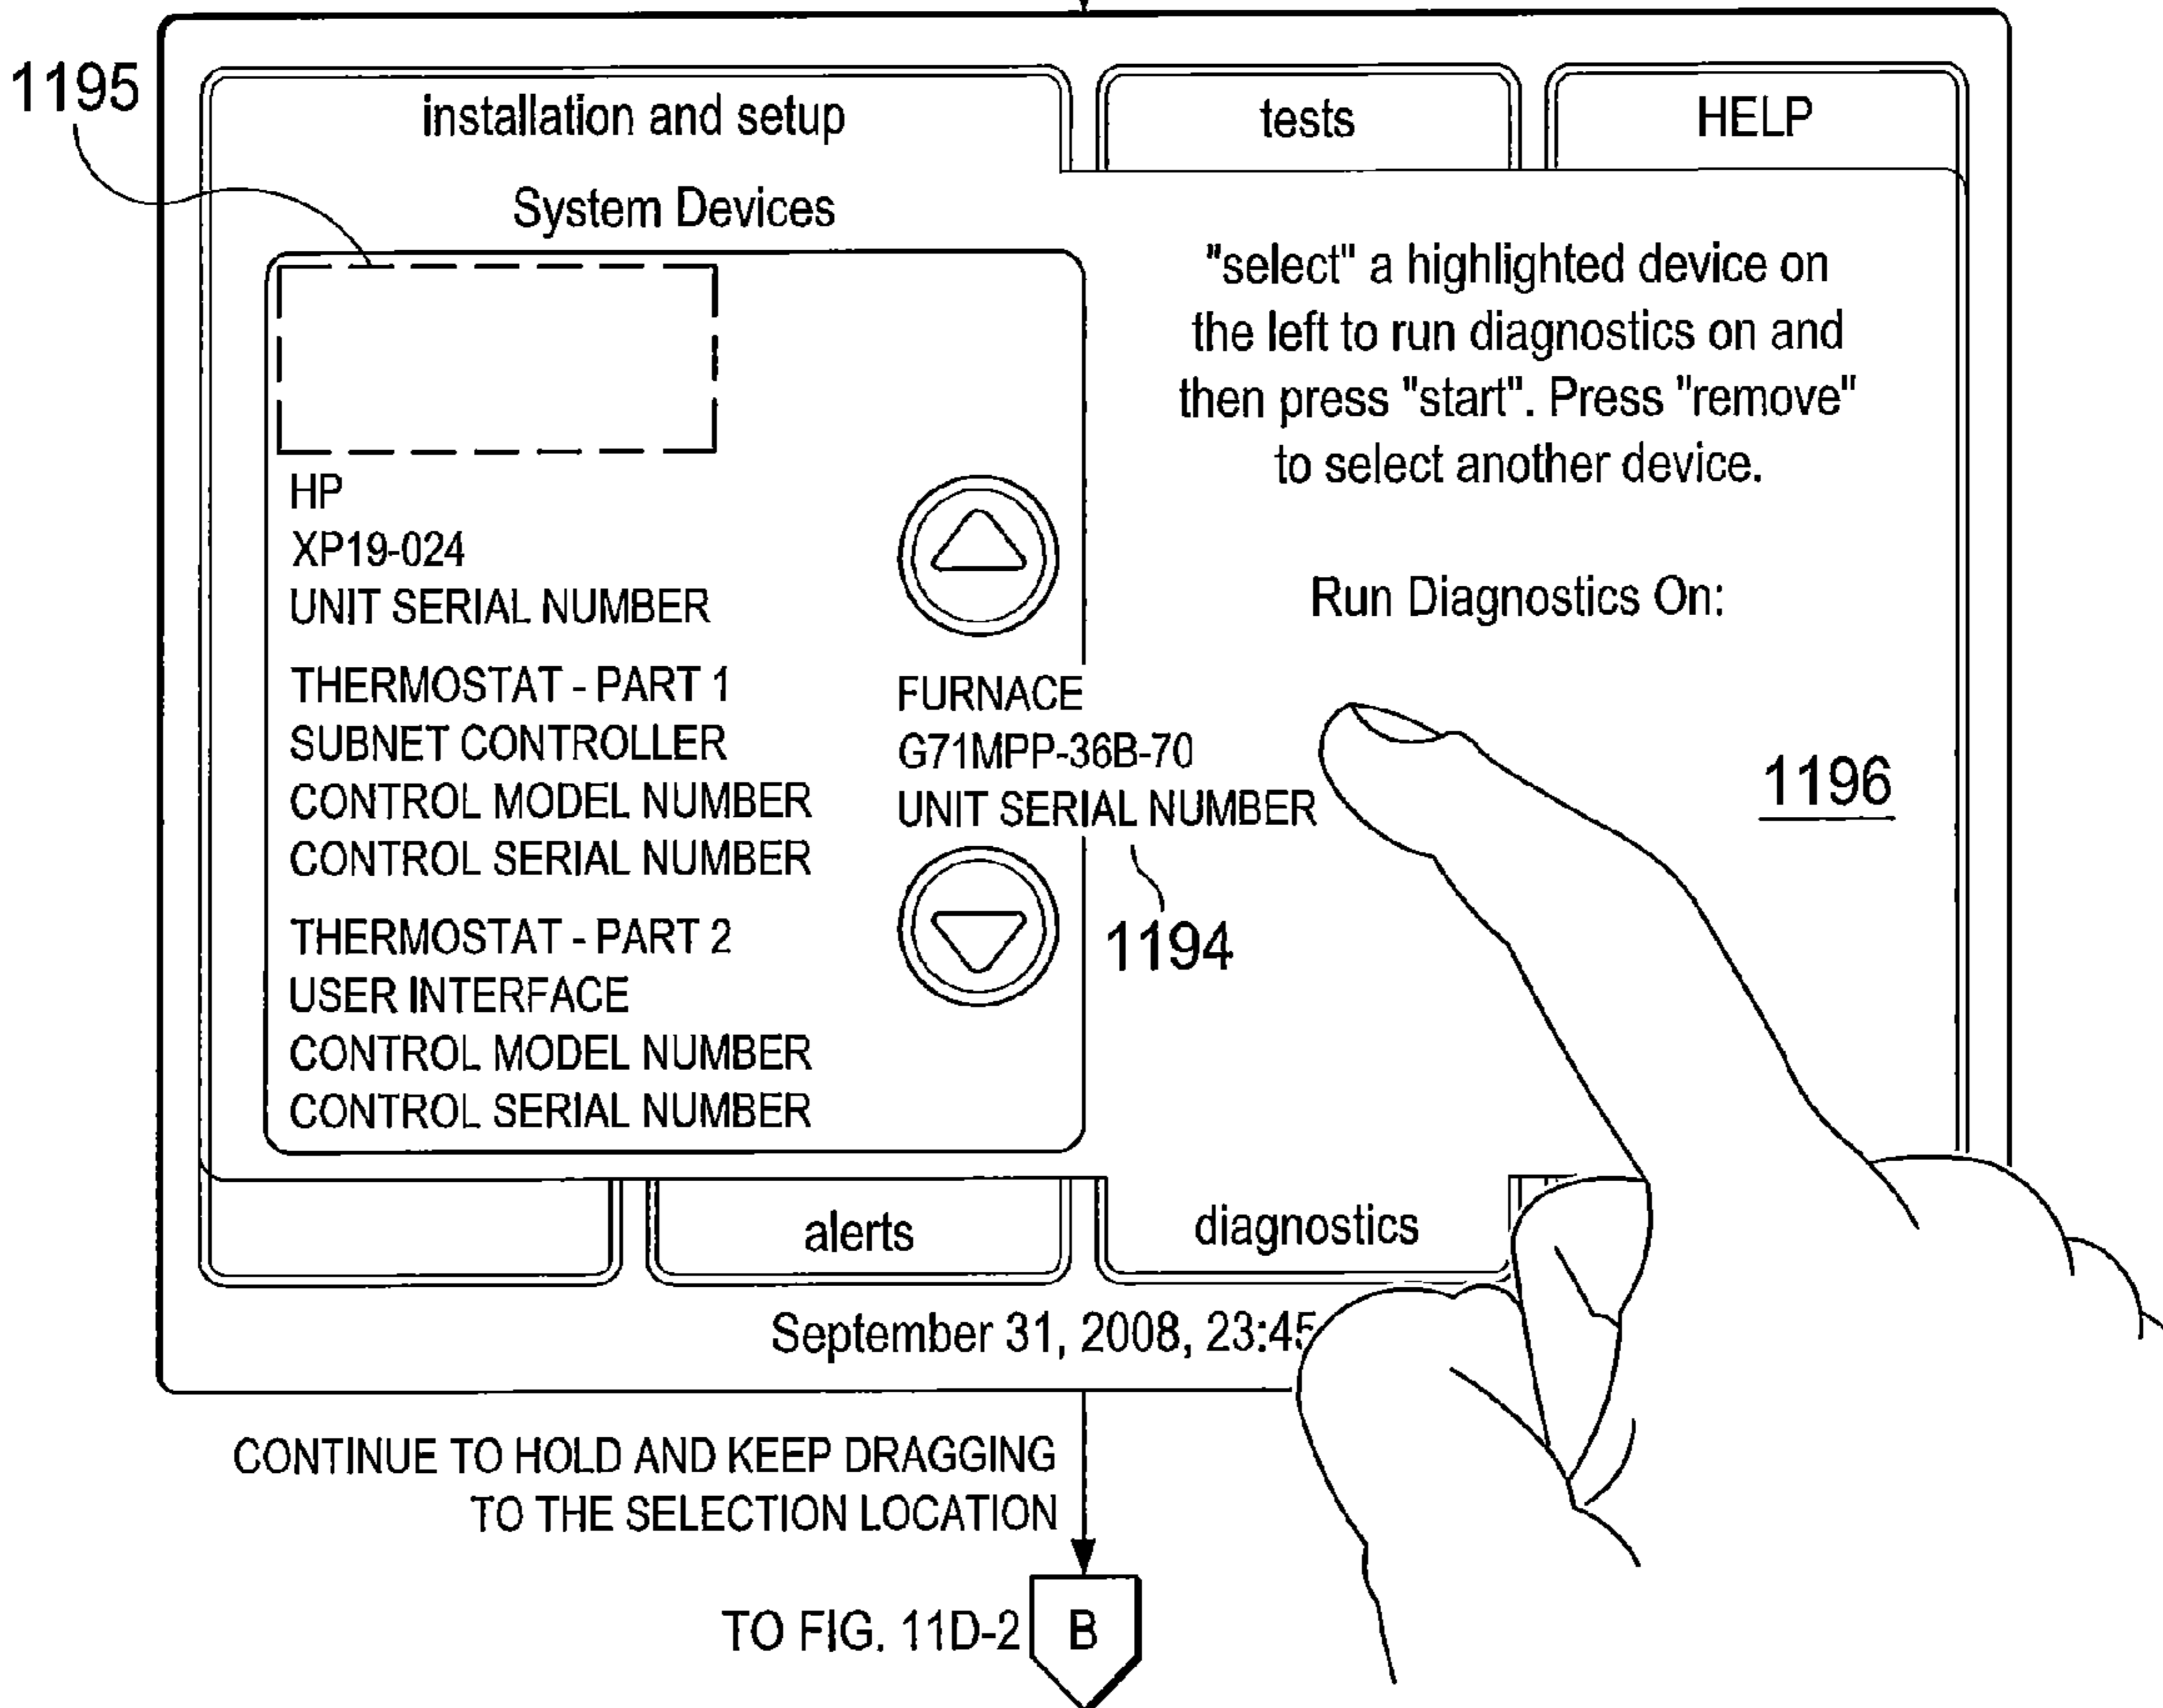 1195
installation and setup
tests
HELP
System Devices
"select" a highlighted device on
the left to run diagnostics on and
then press "start". Press "remove"
to select another device.
HP
XP19-024
UNIT SERIAL NUMBER
Run Diagnostics On:
THERMOSTAT - PART 1
SUBNET CONTROLLER
CONTROL MODEL NUMBER
CONTROL SERIAL NUMBER
FURNACE
G71MPP-36B-70
UNIT SERIAL NUMBER
1196
1194
THERMOSTAT - PART 2
USER INTERFACE
CONTROL MODEL NUMBER
CONTROL SERIAL NUMBER
alerts
diagnostics
September 31, 2008, 23:45
CONTINUE TO HOLD AND KEEP DRAGGING
TO THE SELECTION LOCATION
TO FIG. 11D-2
B